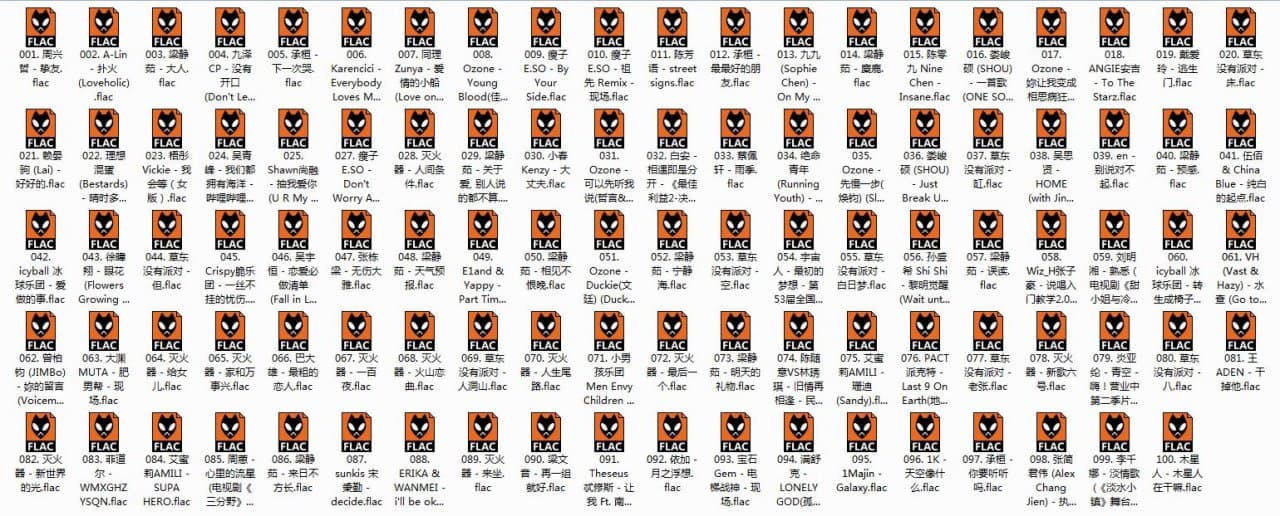 FLAC
001. 周兴
哲 - 挚友.
flac
FLAC
002. A-Lin
- 扑火
(Loveholic)
.flac
FLAC
003. 梁静
茹 - 大人.
flac
FLAC
004. 九泽
CP - 没有
开口
(Don't Le...
FLAC
005. 承桓 -
下一次哭.
flac
FLAC
006.
Karencici -
Everybody
Loves M...
FLAC
007. 同理
Zunya - 爱
情的小船
(Love on...
FLAC
008.
Ozone -
Young
Blood(佳...
FLAC
009. 瘦子
E.SO - By
Your
Side.flac
FLAC
010. 瘦子
E.SO - 祖
先 Remix -
现场.flac
FLAC
011. 陈芳
语 - street
signs.flac
FLAC
012. 承桓 -
最最好的朋
友.flac
FLAC
013. 九九
(Sophie
Chen) -
On My ...
FLAC
014. 梁静
茹 - 麋鹿.
flac
FLAC
015. 陈零
九 Nine
Chen -
Insane.flac
FLAC
016. 娄峻
硕 (SHOU)
- 一首歌
(ONE SO...
FLAC
017.
Ozone -
妳让我变成
相思病狂...
FLAC
018.
ANGIE安吉
- To The
Starz.flac
FLAC
019. 戴爱
玲 - 逃生
门.flac
FLAC
020. 草东
没有派对 -
床.flac
FLAC
021. 赖晏
驹 (Lai) -
好好的.flac
FLAC
022. 理想
混蛋
(Bestards)
- 晴时多...
FLAC
023. 梧彤
Vickie - 我
会等 ( 女
版 ) .flac
FLAC
024. 吴青
峰 - 我们都
拥有海洋 -
哔哩哔哩...
FLAC
025.
Shawn尚融
- 抽我爱你
(U R My ...
FLAC
027. 瘦子
E.SO -
Don't
Worry A...
FLAC
028. 灭火
器 - 人间条
件.flac
FLAC
029. 梁静
茹 - 关于
爱, 别人说
的都不算....
FLAC
030. 小春
Kenzy - 大
丈夫.flac
FLAC
031.
Ozone -
可以先听我
说(哲言&...
FLAC
032. 白安 -
相遇即是分
开 - 《最佳
利益2-决...
FLAC
033. 蔡佩
轩 - 雨季.
flac
FLAC
034. 绝命
青年
(Running
Youth) - ...
FLAC
035.
Ozone -
先慢一步(
焕钧) (Sl...
FLAC
036. 娄峻
硕 (SHOU)
- Just
Break U...
FLAC
037. 草东
没有派对 -
缸.flac
FLAC
038. 吴思
贤 -
HOME
(with Jin...
FLAC
039. en -
别说对不
起.flac
FLAC
040. 梁静
茹 - 预感.
flac
FLAC
041. 伍佰
& China
Blue - 纯白
的起点.flac
FLAC
042.
icyball 冰
球乐团 - 爱
做的事.flac
FLAC
043. 徐暐
翔 - 眼花
(Flowers
Growing ...
FLAC
044. 草东
没有派对 -
但.flac
FLAC
045.
Crispy脆乐
团 - 一丝不
挂的忧伤....
FLAC
046. 吴宇
恒 - 恋爱必
做清单
(Fall in L...
FLAC
047. 张栋
梁 - 无伤大
雅.flac
FLAC
048. 梁静
茹 - 天气预
报.flac
FLAC
049.
E1and &
Yappy -
Part Tim...
FLAC
050. 梁静
茹 - 相见不
恨晚.flac
FLAC
051.
Ozone -
Duckie(文
廷) (Duck...
FLAC
052. 梁静
茹 - 宁静
海.flac
FLAC
053. 草东
没有派对 -
空.flac
FLAC
054. 宇宙
人 - 最初的
梦想 - 第
53届全国...
FLAC
055. 草东
没有派对 -
白日梦.flac
FLAC
056. 孙盛
希 Shi Shi
- 黎明觉醒
(Wait unt...
FLAC
057. 梁静
茹 - 误读.
flac
FLAC
058.
Wiz_H张子
豪 - 说唱入
门教学2.0...
FLAC
059. 刘明
湘 - 熟悉 (
电视剧《甜
小姐与冷...
FLAC
060.
icyball 冰
球乐团 - 转
生成椅子...
FLAC
061. VH
(Vast &
Hazy) - 水
查 (Go to...
FLAC
062. 曾柏
钧 (JIMBo)
- 妳的留言
(Voicem...
FLAC
063. 大渊
MUTA - 肥
男帮 - 现
场.flac
FLAC
064. 灭火
器 - 给女
儿.flac
FLAC
065. 灭火
器 - 家和万
事兴.flac
FLAC
066. 巴大
雄 - 最粗的
恋人.flac
FLAC
067. 灭火
器 - 一百
夜.flac
FLAC
068. 灭火
器 - 火山恋
曲.flac
FLAC
069. 草东
没有派对 -
人洞山.flac
FLAC
070. 灭火
器 - 人生尾
路.flac
FLAC
071. 小男
孩乐团
Men Envy
Children ...
FLAC
072. 灭火
器 - 最后一
个.flac
FLAC
073. 梁静
茹 - 明天的
礼物.flac
FLAC
074. 陈随
意VS林琇
琪 - 旧情再
相逢 - 民...
FLAC
075. 艾蜜
莉AMILI -
珊迪
(Sandy).fl...
FLAC
076. PACT
派克特 -
Last 9 On
Earth(地...
FLAC
077. 草东
没有派对 -
老张.flac
FLAC
078. 灭火
器 - 新歌六
号.flac
FLAC
079. 炎亚
纶 - 青空 -
嗨！营业中
第二季片...
FLAC
080. 草东
没有派对 -
八.flac
FLAC
081. 王
ADEN - 干
掉他.flac
FLAC
082. 灭火
器 - 新世界
的光.flac
FLAC
083. 菲道
尔 -
WMXGHZ
YSQN.flac
FLAC
084. 艾蜜
莉AMILI -
SUPA
HERO.flac
FLAC
085. 周蕙 -
心里的流星
(电视剧《
三分野》...
FLAC
086. 梁静
茹 - 来日不
方长.flac
FLAC
087.
sunkis 宋
楽勤 -
decide.flac
FLAC
088.
ERIKA &
WANMEI -
i'll be ok...
FLAC
089. 灭火
器 - 来坐.
flac
FLAC
090. 梁文
音 - 再一组
就好.flac
FLAC
091.
Theseus
忒修斯 - 让
我 Ft. 南...
FLAC
092. 依加 -
月之浮想.
flac
FLAC
093. 宝石
Gem - 电
梯战神 - 现
场.flac
FLAC
094. 满舒
克 -
LONELY
GOD(孤...
FLAC
095.
1Majin -
Galaxy.flac
FLAC
096. 1K -
天空像什
么.flac
FLAC
097. 承桓 -
你要听听
吗.flac
FLAC
098. 张简
君伟 (Alex
Chang
Jien) - 执...
FLAC
099. 李千
娜 - 淡情歌
(《淡水小
镇》舞台...
FLAC
100. 木星
人 - 木星人
在干嘛.flac